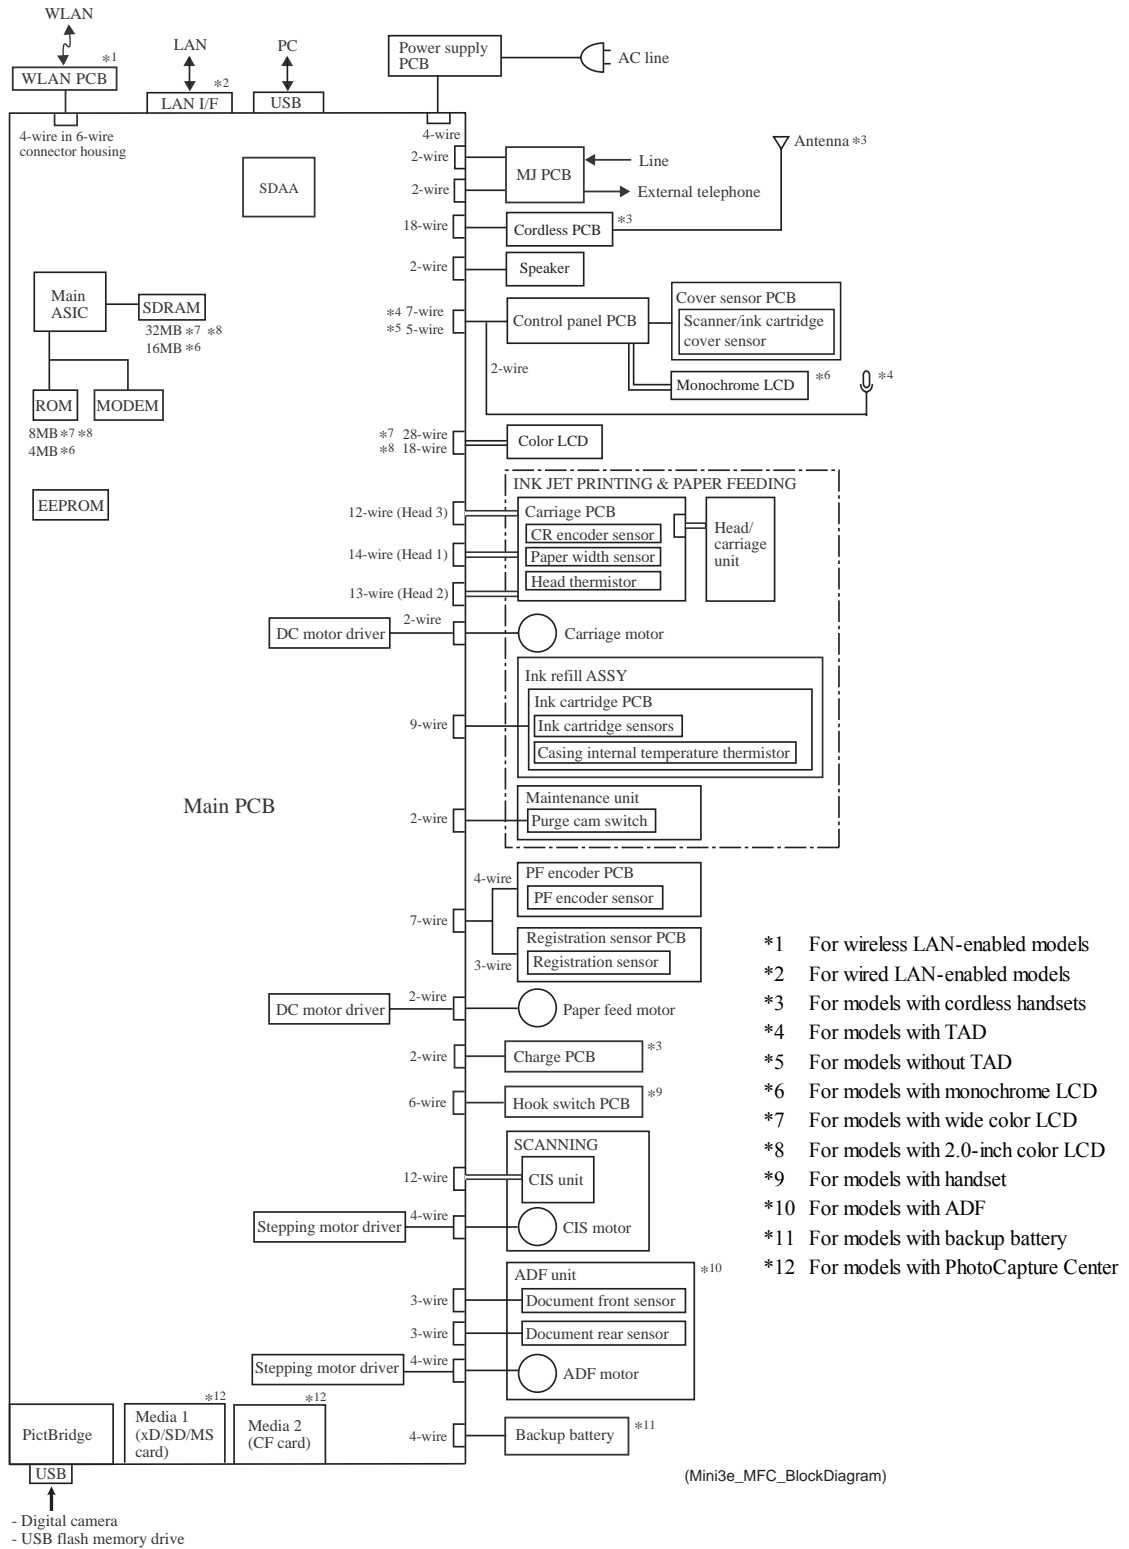 WLAN
*1
WLAN PCB
4-wire in 6-wire
connector housing
LAN
*2
LAN I/F
PC
USB
Power supply
PCB
AC line
4-wire
2-wire
2-wire
MJ PCB
Line
External telephone
Antenna *3
SDAA
18-wire
Cordless PCB
*3
2-wire
Speaker
Main
ASIC
SDRAM
32MB *7 *8
16MB *6
ROM
MODEM
8MB *7 *8
4MB *6
EEPROM
*4 7-wire
*5 5-wire
Control panel PCB
Cover sensor PCB
Scanner/ink cartridge
cover sensor
2-wire
Monochrome LCD
*6
*4
*7 28-wire
*8 18-wire
Color LCD
INK JET PRINTING & PAPER FEEDING
12-wire (Head 3)
14-wire (Head 1)
13-wire (Head 2)
Carriage PCB
CR encoder sensor
Paper width sensor
Head thermistor
Head/
carriage
unit
DC motor driver
2-wire
Carriage motor
Ink refill ASSY
Ink cartridge PCB
9-wire
Ink cartridge sensors
Casing internal temperature thermistor
Main PCB
Maintenance unit
2-wire
Purge cam switch
4-wire
PF encoder PCB
PF encoder sensor
7-wire
Registration sensor PCB
3-wire
Registration sensor
DC motor driver
2-wire
Paper feed motor
2-wire
Charge PCB
*3
6-wire
Hook switch PCB
*9
SCANNING
12-wire
CIS unit
Stepping motor driver
4-wire
CIS motor
ADF unit
*10
3-wire
Document front sensor
3-wire
Document rear sensor
Stepping motor driver
4-wire
ADF motor
4-wire
Backup battery
*11
PictBridge
*12
Media 1
(xD/SD/MS
card)
*12
Media 2
(CF card)
USB
- Digital camera
- USB flash memory drive
*1 For wireless LAN-enabled models
*2 For wired LAN-enabled models
*3 For models with cordless handsets
*4 For models with TAD
*5 For models without TAD
*6 For models with monochrome LCD
*7 For models with wide color LCD
*8 For models with 2.0-inch color LCD
*9 For models with handset
*10 For models with ADF
*11 For models with backup battery
*12 For models with PhotoCapture Center
(Mini3e_MFC_BlockDiagram)